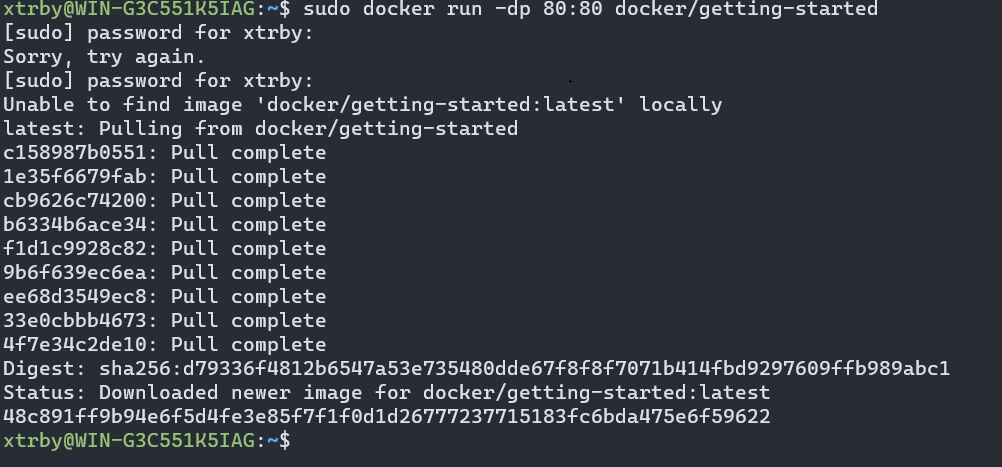 xtrby@WIN-G3C551K5IAG:~$ sudo docker run -dp 80:80 docker/getting-started
[sudo] password for xtrby:
Sorry, try again.
[sudo] password for xtrby:
Unable to find image 'docker/getting-started:latest' locally
latest: Pulling from docker/getting-started
c158987b0551: Pull complete
1e35f6679fab: Pull complete
cb9626c74200: Pull complete
b6334b6ace34: Pull complete
f1d1c9928c82: Pull complete
9b6f639ec6ea: Pull complete
ee68d3549ec8: Pull complete
33e0cbbb4673: Pull complete
4f7e34c2de10: Pull complete
Digest: sha256:d79336f4812b6547a53e735480dde67f8f8f7071b414fbd9297609ffb989abc1
Status: Downloaded newer image for docker/getting-started:latest
48c891ff9b94e6f5d4fe3e85f7f1f0d1d26777237715183fc6bda475e6f59622
xtrby@WIN-G3C551K5IAG:~$